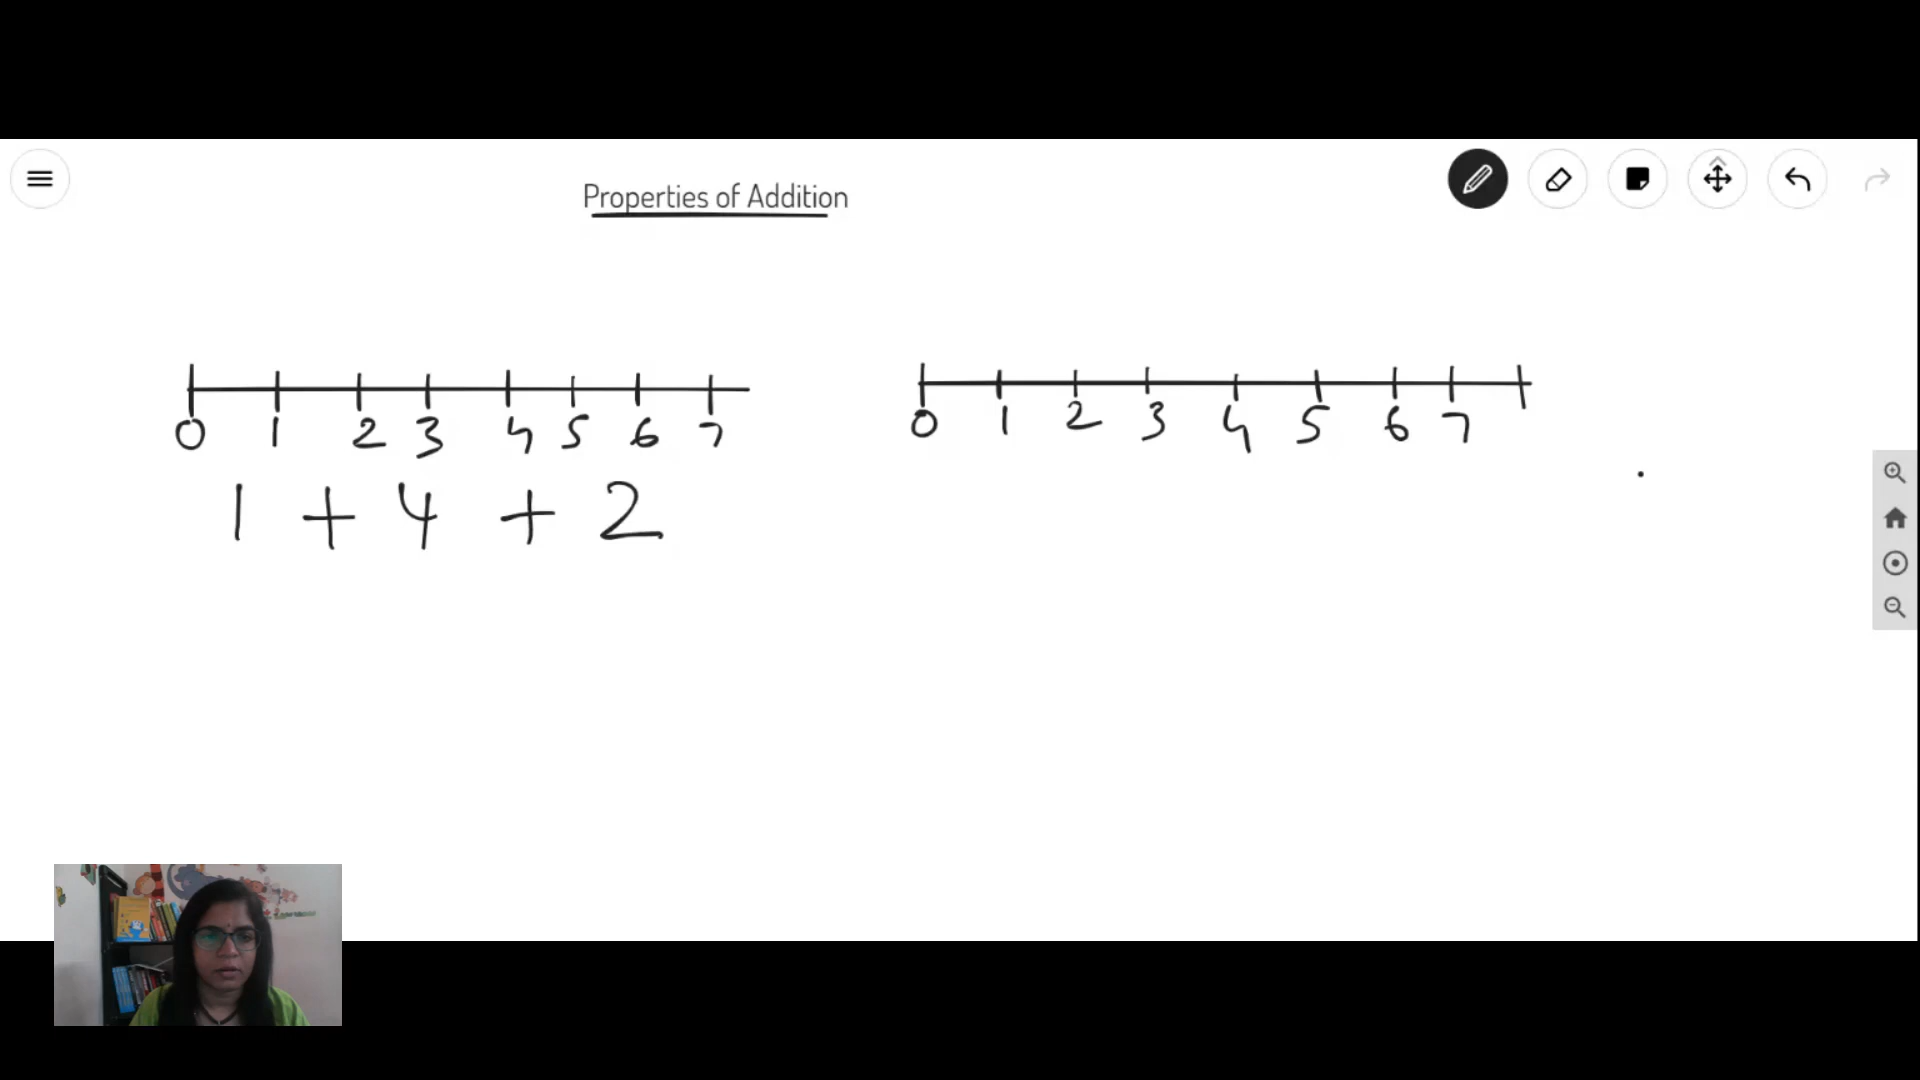 Properties of Addition
0 1 2 3 4 5 6 7
0 1 2 3 4 5 6 7
1 + 4 + 2